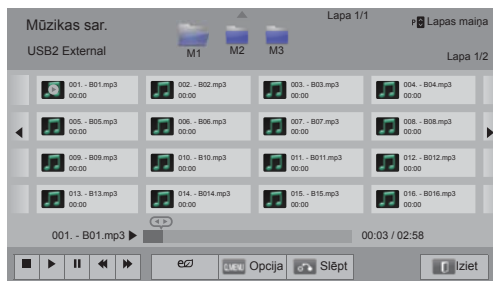 Mūzikas sar.
Lapa 1/1
P Lapas maiņa
USB2 External
M1 M2 M3
Lapa 1/2
001. - B01.mp3
00:00
002. - B02.mp3
00:00
003. - B03.mp3
00:00
004. - B04.mp3
00:00
005. - B05.mp3
00:00
006. - B06.mp3
00:00
007. - B07.mp3
00:00
008. - B08.mp3
00:00
009. - B09.mp3
00:00
010. - B10.mp3
00:00
011. - B011.mp3
00:00
012. - B012.mp3
00:00
013. - B13.mp3
00:00
014. - B014.mp3
00:00
015. - B15.mp3
00:00
016. - B016.mp3
00:00
001. - B01.mp3
00:03 / 02:58
Q.MENU Opcija
Slēpt
Iziet